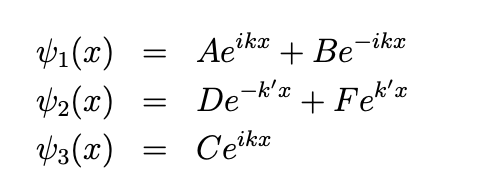 ψ₁(x) = Ae^{ikx} + Be^{-ikx}
ψ₂(x) = De^{-k'x} + Fe^{k'x}
ψ₃(x) = Ce^{ikx}